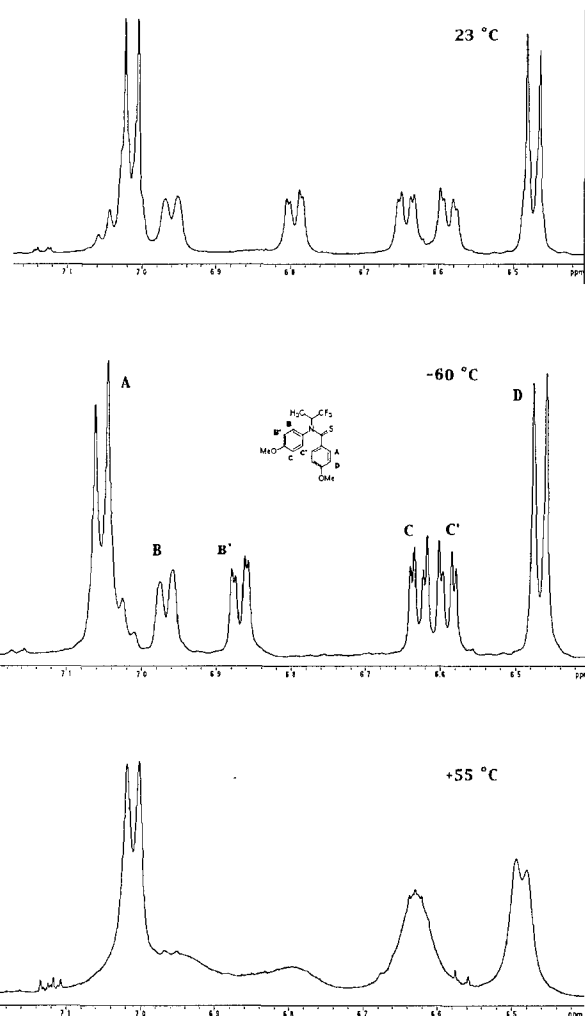 23 °C
7.1 7.0 6.9 6.8 6.7 6.6 6.5 ppm
-60 °C
A
D
H₃C CF₃
B
N S
B'
MeO
C' A
C
D
OMe
B B' C C'
7.1 7.0 6.9 6.8 6.7 6.6 6.5 ppm
+55 °C
7.1 7.0 6.9 6.8 6.7 6.6 6.5 ppm